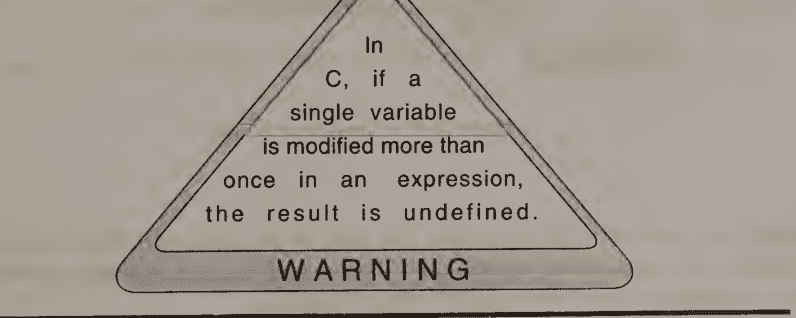 In
C, if a
single variable
is modified more than
once in an expression,
the result is undefined.
WARNING